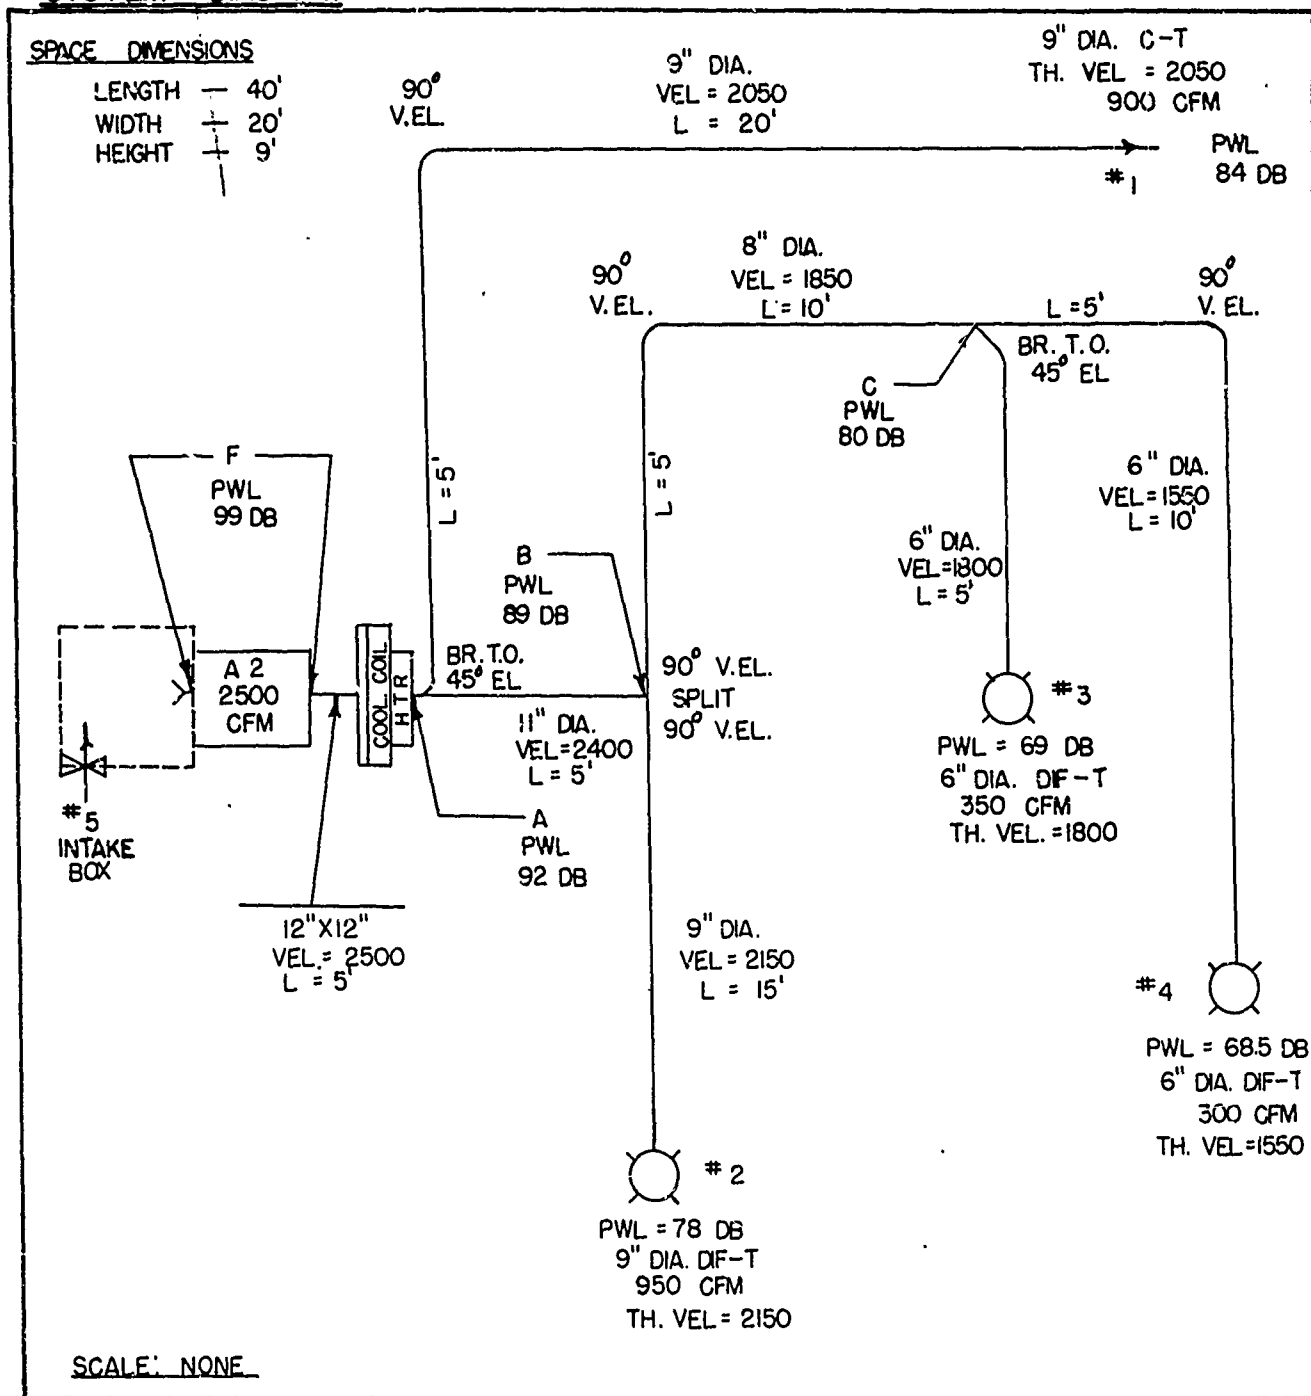 SPACE DIMENSIONS
LENGTH — 40'
WIDTH — 20'
HEIGHT — 9'
90°
V.EL.
9" DIA.
VEL = 2050
L = 20'
9" DIA. C-T
TH. VEL = 2050
900 CFM
PWL
84 DB
#1
90°
V.EL.
8" DIA.
VEL = 1850
L = 10'
L = 5'
90°
V.EL.
BR.T.O.
45° EL
C
PWL
80 DB
F
PWL
99 DB
L = 5'
L = 5'
6" DIA.
VEL=1550
L = 10'
6" DIA.
VEL=1800
L = 5'
B
PWL
89 DB
A 2
2500
CFM
COOL COIL
HTR
BR.T.O.
45° EL
90° V.EL.
SPLIT
90° V.EL.
#3
11" DIA.
VEL=2400
L = 5'
PWL = 69 DB
6" DIA. DIF-T
350 CFM
TH. VEL.=1800
#5
INTAKE
BOX
A
PWL
92 DB
12"X12"
VEL.= 2500
L = 5'
9" DIA.
VEL = 2150
L = 15'
#4
PWL = 68.5 DB
6" DIA. DIF-T
300 CFM
TH. VEL=1550
#2
PWL = 78 DB
9" DIA. DIF-T
950 CFM
TH. VEL = 2150
SCALE: NONE